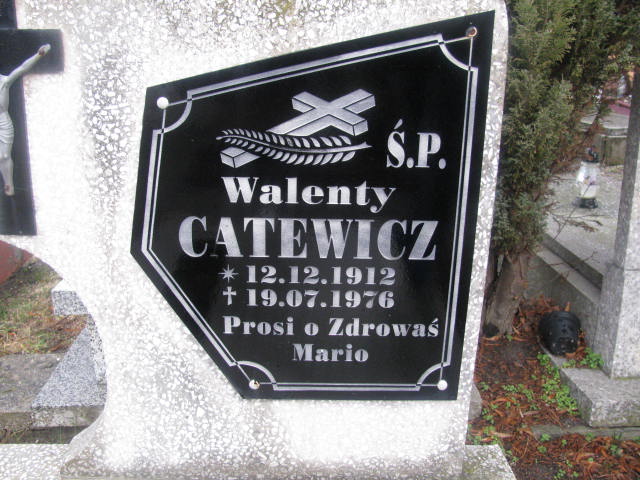 Ś.P.
Walenty
CATEWICZ
* 12.12.1912
† 19.07.1976
Prosi o Zdrowaś
Mario